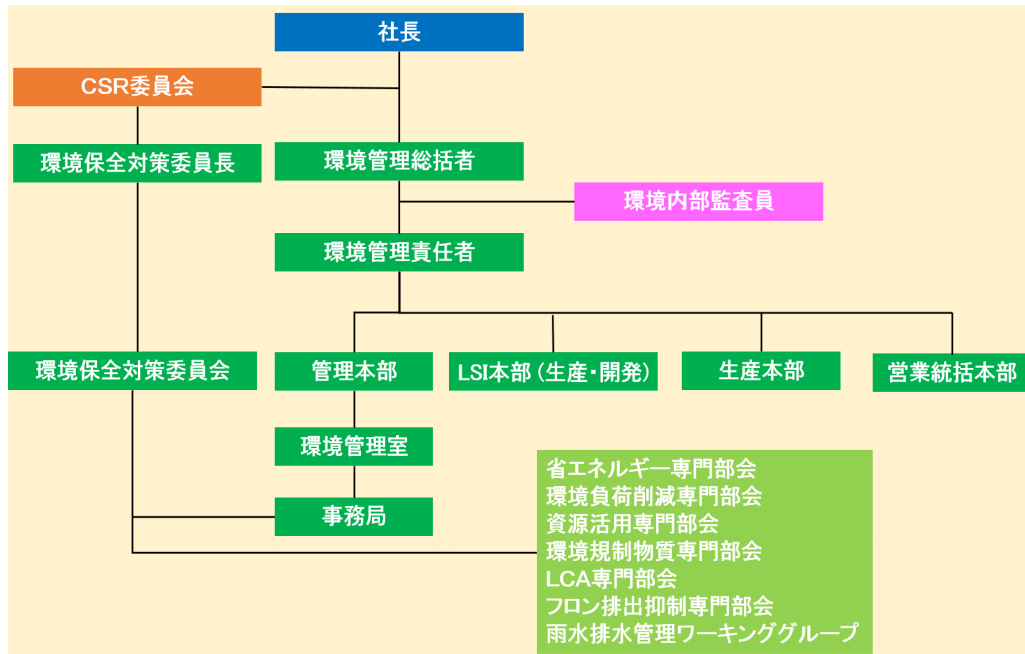 社長
CSR委員会
環境保全対策委員長
環境管理総括者
環境内部監査員
環境管理責任者
環境保全対策委員会
管理本部
LSI本部(生産・開発)
生産本部
営業統括本部
環境管理室
事務局
省エネルギー専門部会
環境負荷削減専門部会
資源活用専門部会
環境規制物質専門部会
LCA専門部会
フロン排出抑制専門部会
雨水排水管理ワーキンググループ